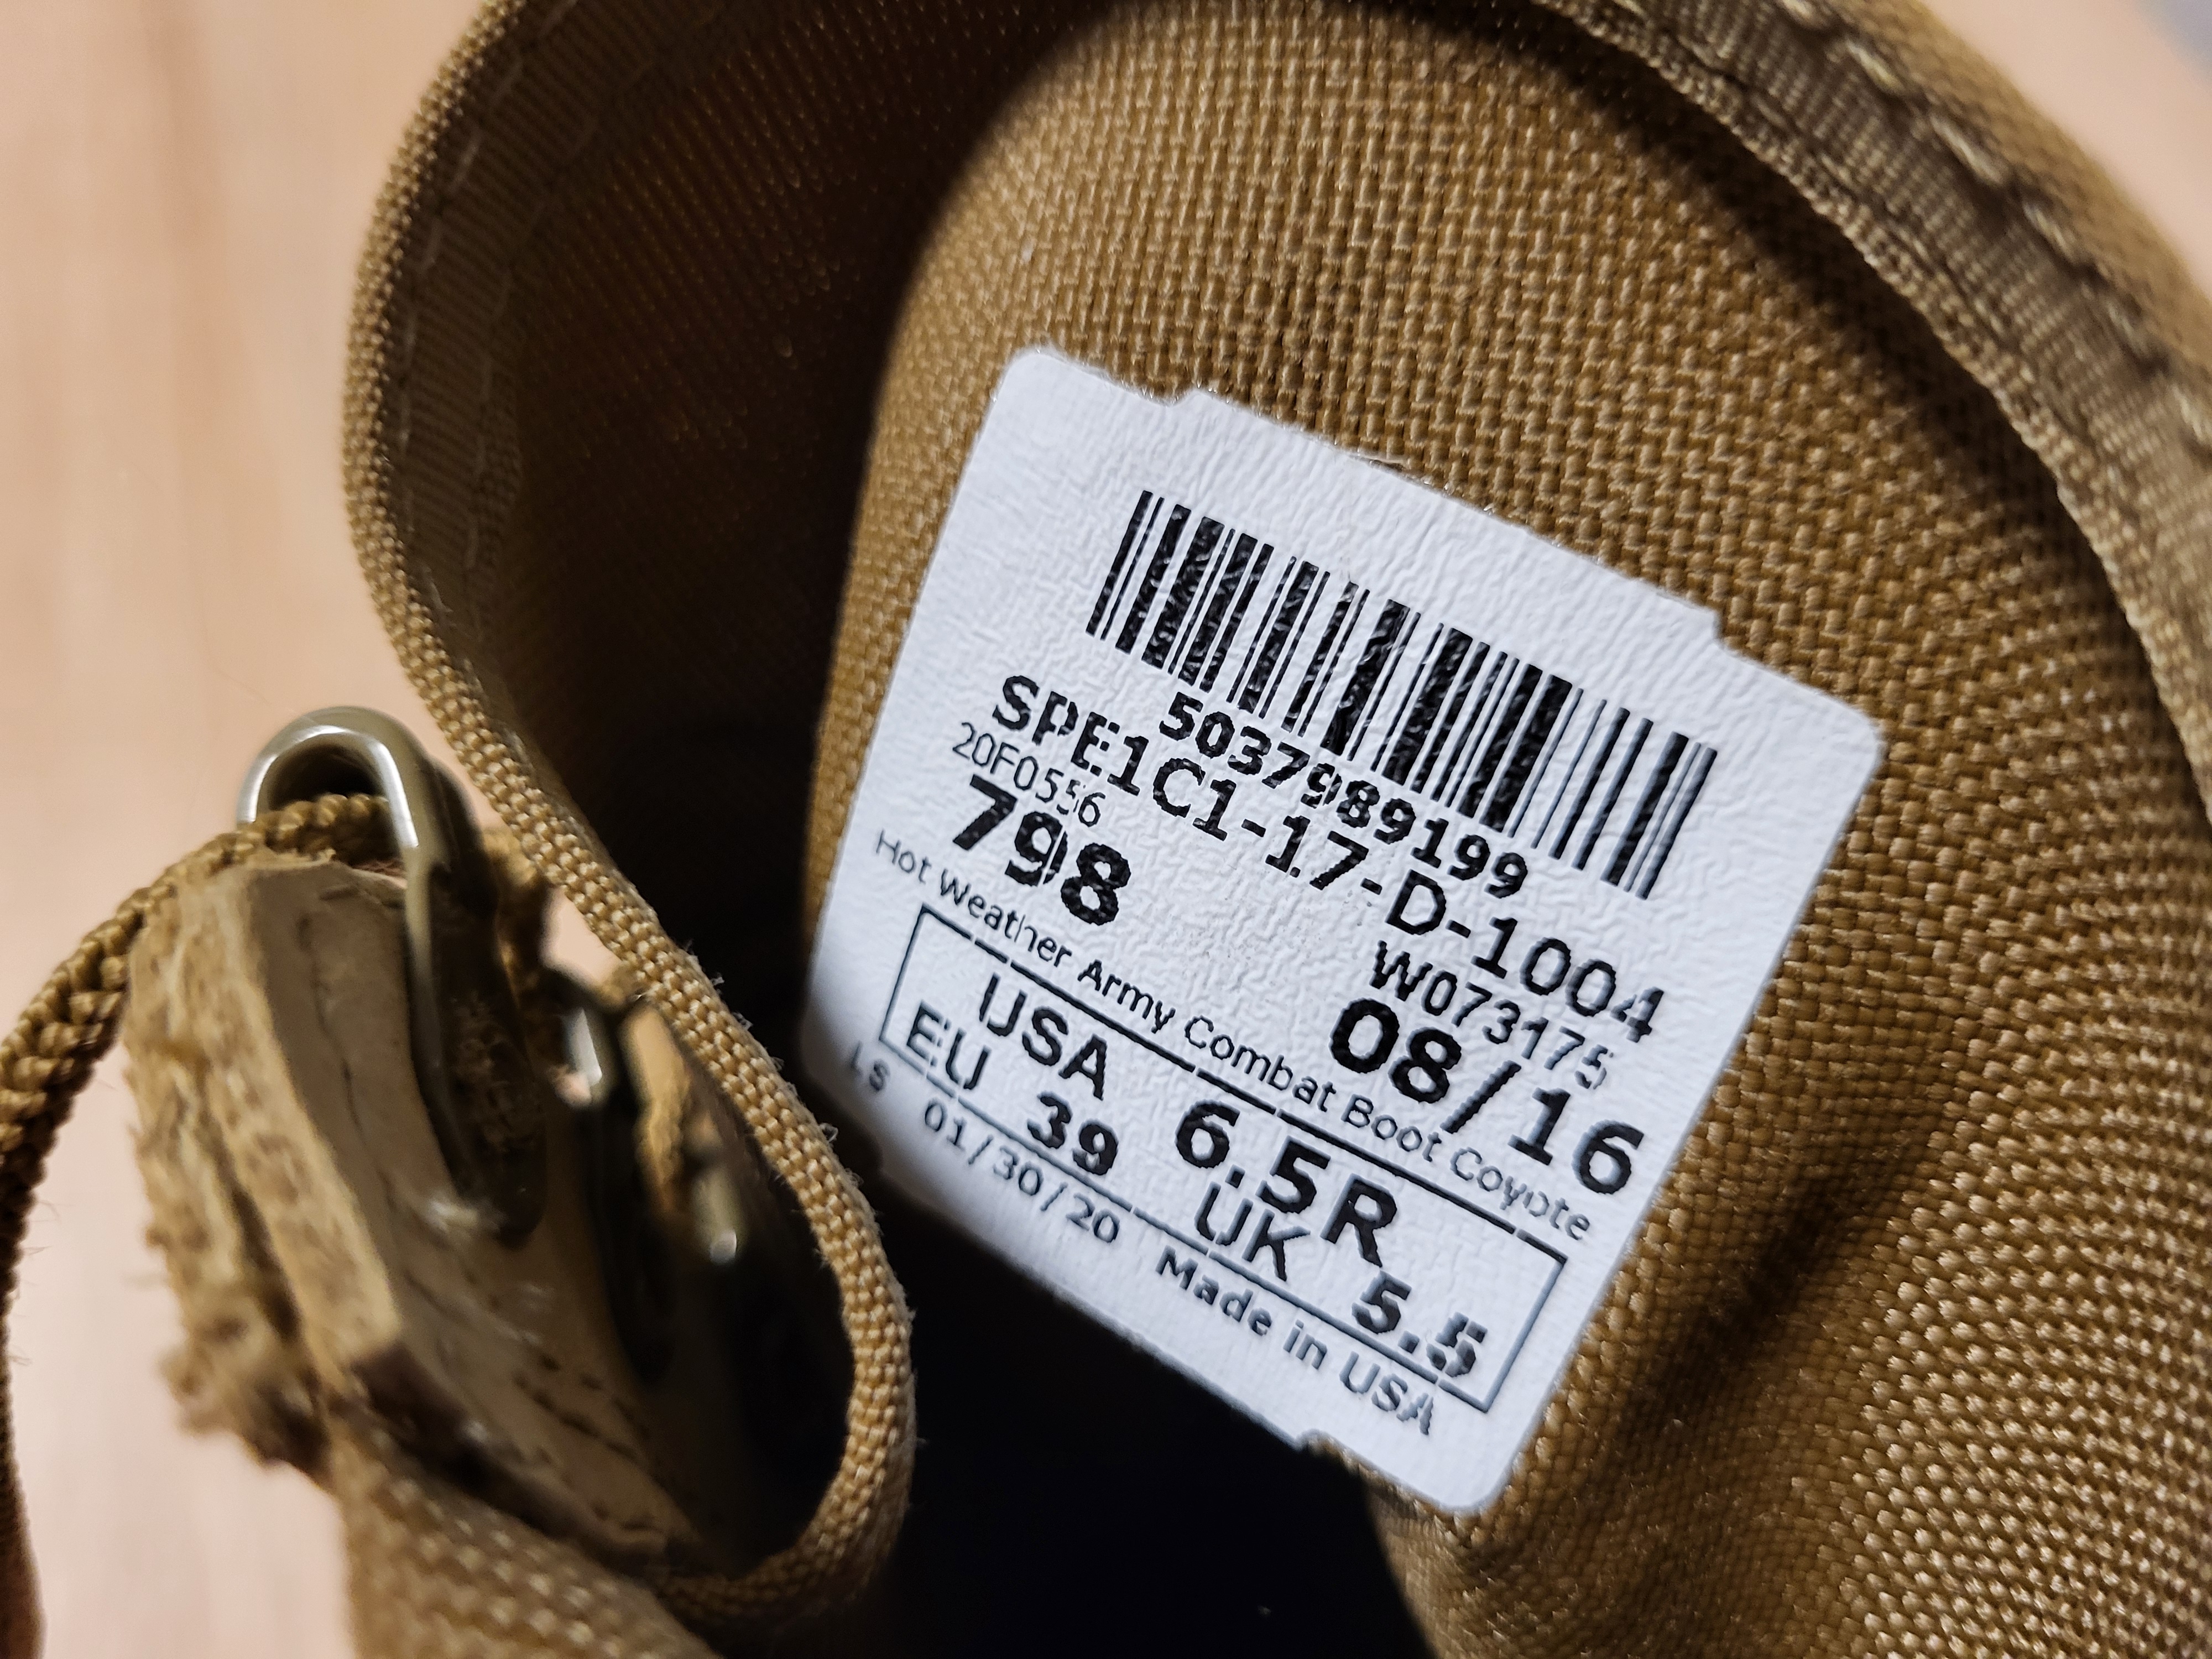 5037989199
SPE1C1-17-D-1004
20F0556 W073175
798 08/16
Hot Weather Army Combat Boot Coyote
USA 6.5R
EU 39 UK 5.5
LS 01/30/20 Made in USA